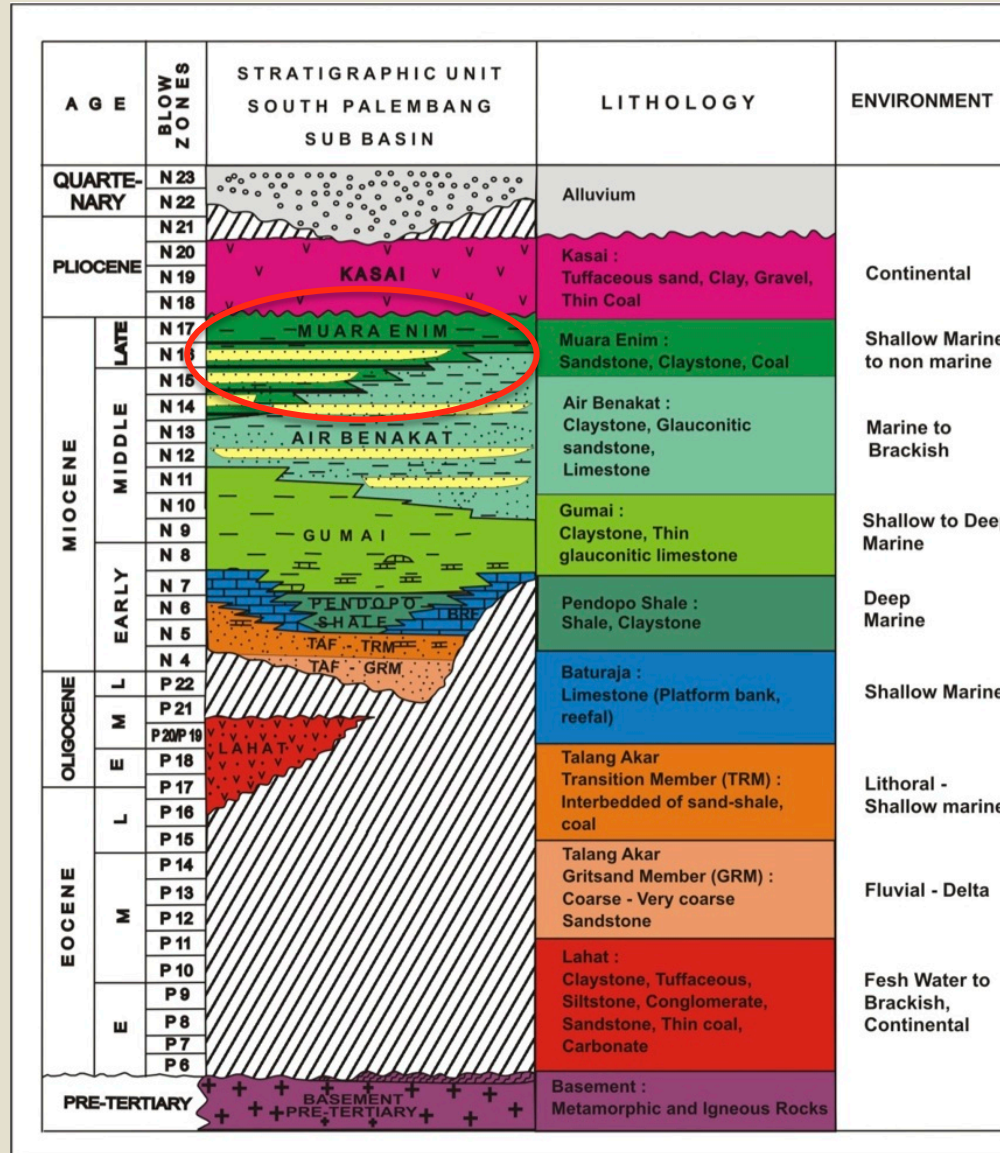 AGE
BLOW
ZONES
STRATIGRAPHIC UNIT
SOUTH PALEMBANG
SUB BASIN
LITHOLOGY
ENVIRONMENT
QUARTE-
NARY
PLIOCENE
MIOCENE
LATE
MIDDLE
EARLY
OLIGOCENE
L
M
E
EOCENE
L
M
E
PRE-TERTIARY
N 23
N 22
N 21
N 20
N 19
N 18
N 17
N 16
N 15
N 14
N 13
N 12
N 11
N 10
N 9
N 8
N 7
N 6
N 5
N 4
P 22
P 21
P 20/P 19
P 18
P 17
P 16
P 15
P 14
P 13
P 12
P 11
P 10
P 9
P 8
P 7
P 6
KASAI
MUARA ENIM
AIR BENAKAT
GUMAI
PENDOPO
SHALE
BRF
TAF - TRM
TAF - GRM
LAHAT
BASEMENT
PRE-TERTIARY
Alluvium
Kasai :
Tuffaceous sand, Clay, Gravel,
Thin Coal
Muara Enim :
Sandstone, Claystone, Coal
Air Benakat :
Claystone, Glauconitic
sandstone,
Limestone
Gumai :
Claystone, Thin
glauconitic limestone
Pendopo Shale :
Shale, Claystone
Baturaja :
Limestone (Platform bank,
reefal)
Talang Akar
Transition Member (TRM) :
Interbedded of sand-shale,
coal
Talang Akar
Gritsand Member (GRM) :
Coarse - Very coarse
Sandstone
Lahat :
Claystone, Tuffaceous,
Siltstone, Conglomerate,
Sandstone, Thin coal,
Carbonate
Basement :
Metamorphic and Igneous Rocks
Continental
Shallow Marine
to non marine
Marine to
Brackish
Shallow to Deep
Marine
Deep
Marine
Shallow Marine
Lithoral -
Shallow marine
Fluvial - Delta
Fesh Water to
Brackish,
Continental